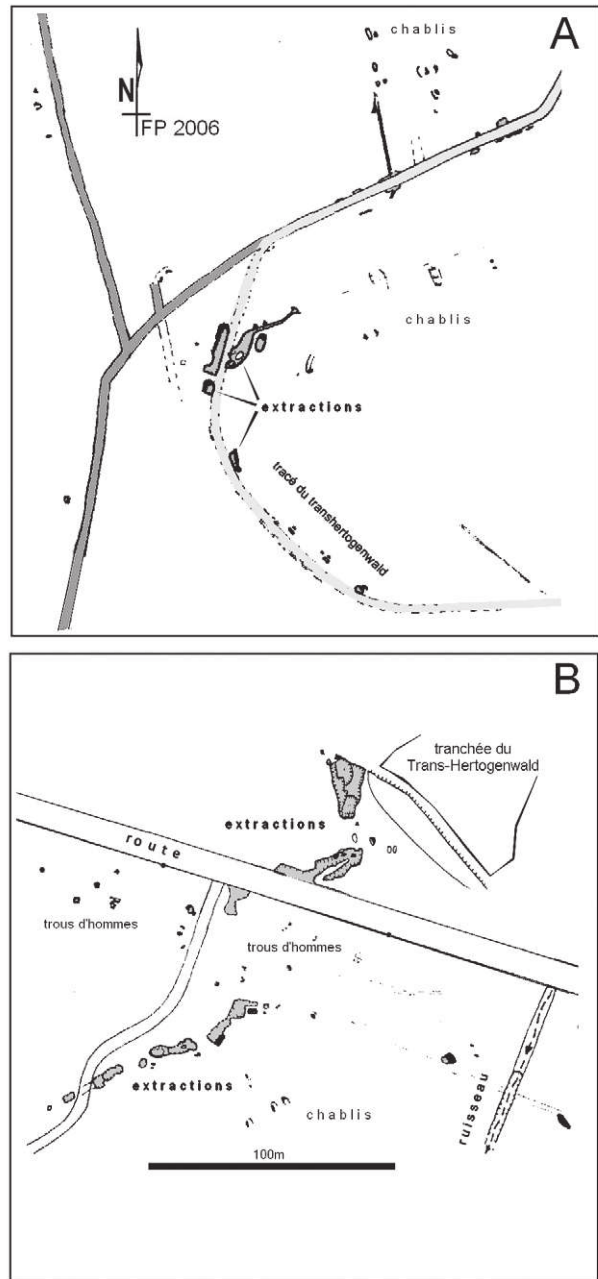 A
chablis
N
FP 2006
chablis
extractions
tracé du transhertogenwald
B
tranchée du
Trans-Hertogenwald
extractions
route
trous d'hommes
trous d'hommes
extractions
chablis
ruisseau
100m